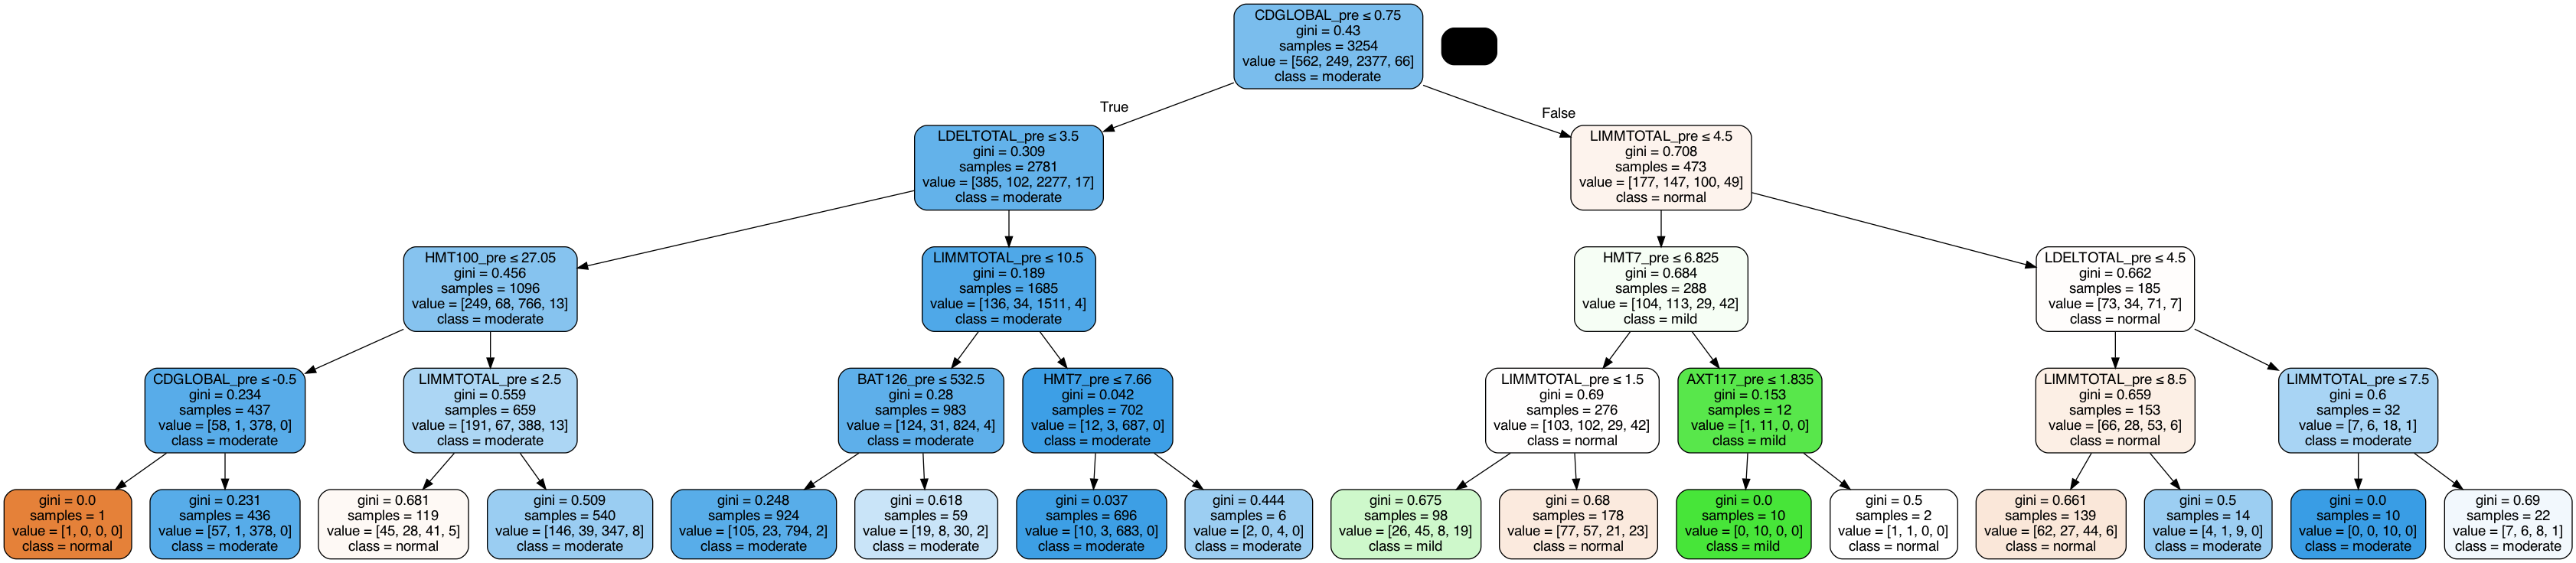 CDGLOBAL_pre ≤ 0.75
gini = 0.43
samples = 3254
value = [562, 249, 2377, 66]
class = moderate
True
False
LDELTOTAL_pre ≤ 3.5
gini = 0.309
samples = 2781
value = [385, 102, 2277, 17]
class = moderate
LIMMTOTAL_pre ≤ 4.5
gini = 0.708
samples = 473
value = [177, 147, 100, 49]
class = normal
HMT100_pre ≤ 27.05
gini = 0.456
samples = 1096
value = [249, 68, 766, 13]
class = moderate
LIMMTOTAL_pre ≤ 10.5
gini = 0.189
samples = 1685
value = [136, 34, 1511, 4]
class = moderate
HMT7_pre ≤ 6.825
gini = 0.684
samples = 288
value = [104, 113, 29, 42]
class = mild
LDELTOTAL_pre ≤ 4.5
gini = 0.662
samples = 185
value = [73, 34, 71, 7]
class = normal
CDGLOBAL_pre ≤ -0.5
gini = 0.234
samples = 437
value = [58, 1, 378, 0]
class = moderate
LIMMTOTAL_pre ≤ 2.5
gini = 0.559
samples = 659
value = [191, 67, 388, 13]
class = moderate
BAT126_pre ≤ 532.5
gini = 0.28
samples = 983
value = [124, 31, 824, 4]
class = moderate
HMT7_pre ≤ 7.66
gini = 0.042
samples = 702
value = [12, 3, 687, 0]
class = moderate
LIMMTOTAL_pre ≤ 1.5
gini = 0.69
samples = 276
value = [103, 102, 29, 42]
class = normal
AXT117_pre ≤ 1.835
gini = 0.153
samples = 12
value = [1, 11, 0, 0]
class = mild
LIMMTOTAL_pre ≤ 8.5
gini = 0.659
samples = 153
value = [66, 28, 53, 6]
class = normal
LIMMTOTAL_pre ≤ 7.5
gini = 0.6
samples = 32
value = [7, 6, 18, 1]
class = moderate
gini = 0.0
samples = 1
value = [1, 0, 0, 0]
class = normal
gini = 0.231
samples = 436
value = [57, 1, 378, 0]
class = moderate
gini = 0.681
samples = 119
value = [45, 28, 41, 5]
class = normal
gini = 0.509
samples = 540
value = [146, 39, 347, 8]
class = moderate
gini = 0.248
samples = 924
value = [105, 23, 794, 2]
class = moderate
gini = 0.618
samples = 59
value = [19, 8, 30, 2]
class = moderate
gini = 0.037
samples = 696
value = [10, 3, 683, 0]
class = moderate
gini = 0.444
samples = 6
value = [2, 0, 4, 0]
class = moderate
gini = 0.675
samples = 98
value = [26, 45, 8, 19]
class = mild
gini = 0.68
samples = 178
value = [77, 57, 21, 23]
class = normal
gini = 0.0
samples = 10
value = [0, 10, 0, 0]
class = mild
gini = 0.5
samples = 2
value = [1, 1, 0, 0]
class = normal
gini = 0.661
samples = 139
value = [62, 27, 44, 6]
class = normal
gini = 0.5
samples = 14
value = [4, 1, 9, 0]
class = moderate
gini = 0.0
samples = 10
value = [0, 0, 10, 0]
class = moderate
gini = 0.69
samples = 22
value = [7, 6, 8, 1]
class = moderate